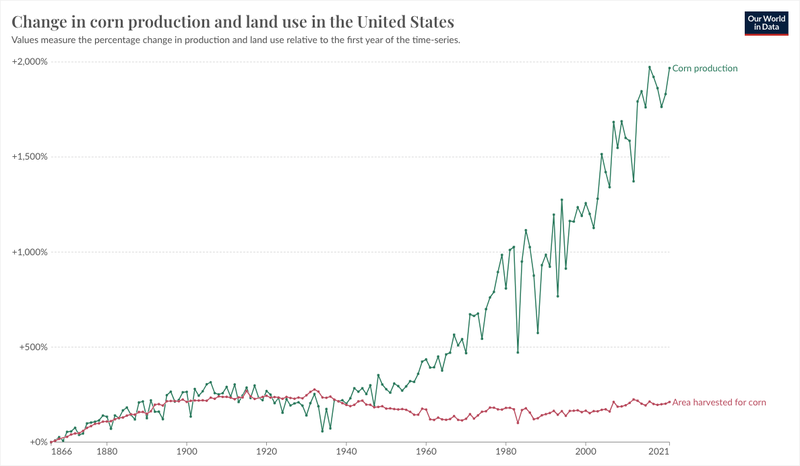 Change in corn production and land use in the United States
Our World
in Data
Values measure the percentage change in production and land use relative to the first year of the time-series.
+2,000%
Corn production
+1,500%
+1,000%
+500%
Area harvested for corn
+0%
1866 1880 1900 1920 1940 1960 1980 2000 2021